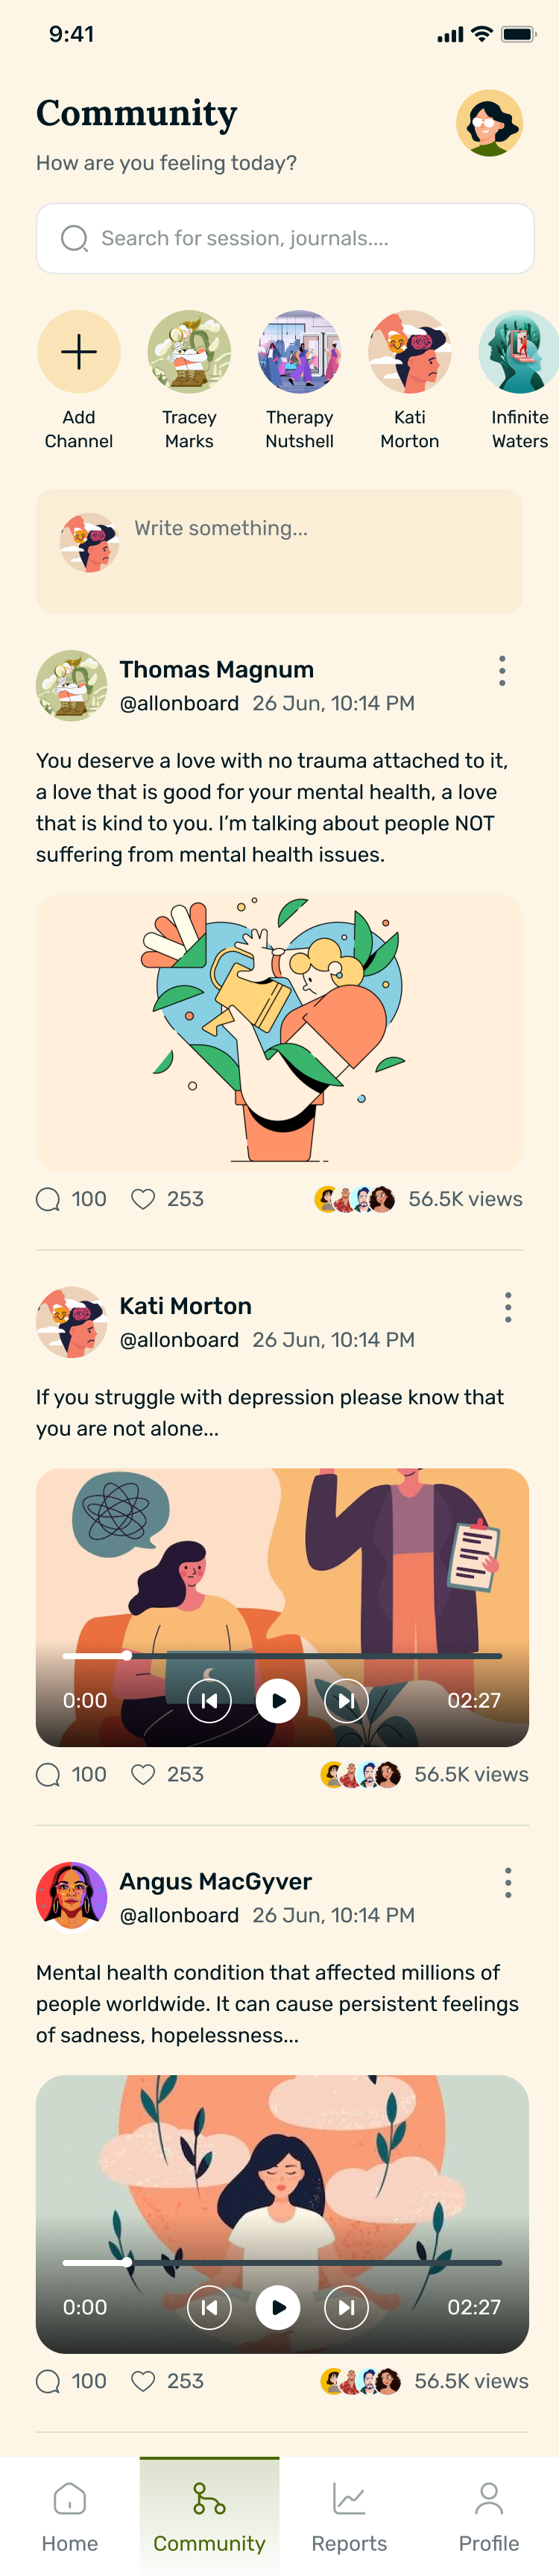 9:41
Community
How are you feeling today?
Search for session, journals....
Add Channel
Tracey Marks
Therapy Nutshell
Kati Morton
Infinite Waters
Write something...
Thomas Magnum
@allonboard 26 Jun, 10:14 PM
You deserve a love with no trauma attached to it,
a love that is good for your mental health, a love
that is kind to you. I’m talking about people NOT
suffering from mental health issues.
100 253 56.5K views
Kati Morton
@allonboard 26 Jun, 10:14 PM
If you struggle with depression please know that
you are not alone...
0:00 02:27
100 253 56.5K views
Angus MacGyver
@allonboard 26 Jun, 10:14 PM
Mental health condition that affected millions of
people worldwide. It can cause persistent feelings
of sadness, hopelessness...
0:00 02:27
100 253 56.5K views
Home Community Reports Profile